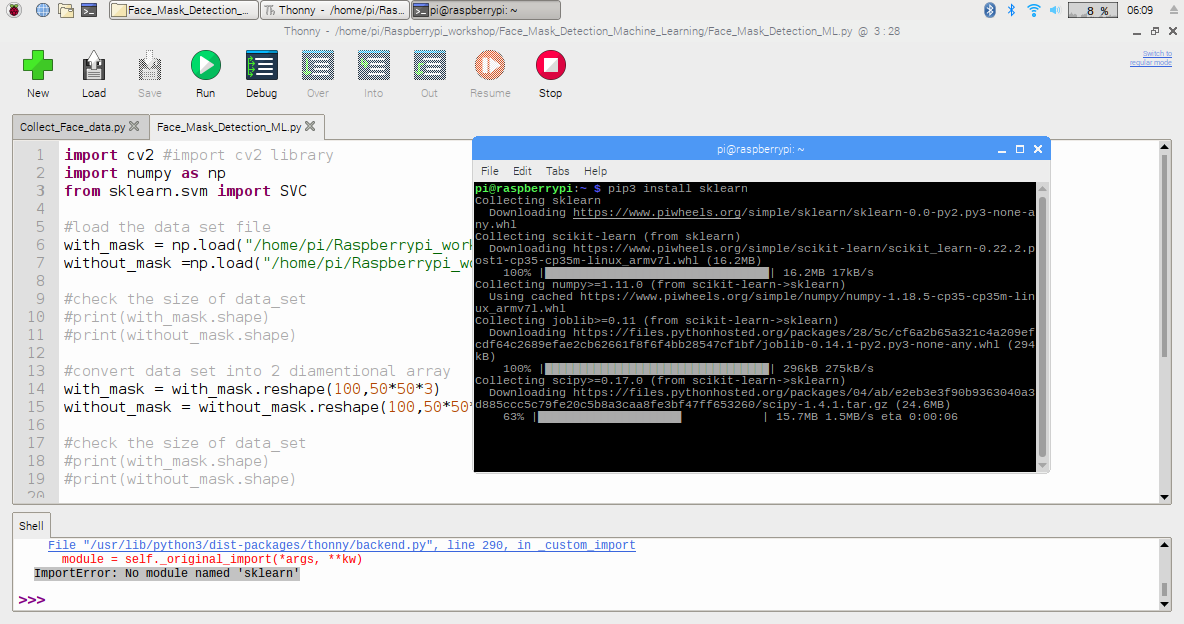 Face_Mask_Detection_...
Thonny - /home/pi/Ras...
pi@raspberrypi: ~
8 %
06:09
Thonny - /home/pi/Raspberrypi_workshop/Face_Mask_Detection_Machine_Learning/Face_Mask_Detection_ML.py @ 3 : 28
Switch to
regular mode
New
Load
Save
Run
Debug
Over
Into
Out
Resume
Stop
Collect_Face_data.py
Face_Mask_Detection_ML.py
1 import cv2 #import cv2 library
2 import numpy as np
3 from sklearn.svm import SVC
4
5 #load the data set file
6 with_mask = np.load("/home/pi/Raspberrypi_work
7 without_mask =np.load("/home/pi/Raspberrypi_wo
8
9 #check the size of data_set
10 #print(with_mask.shape)
11 #print(without_mask.shape)
12
13 #convert data set into 2 diamentional array
14 with_mask = with_mask.reshape(100,50*50*3)
15 without_mask = without_mask.reshape(100,50*50*
16
17 #check the size of data_set
18 #print(with_mask.shape)
19 #print(without_mask.shape)
20
pi@raspberrypi: ~
File Edit Tabs Help
pi@raspberrypi:~ $ pip3 install sklearn
Collecting sklearn
Downloading https://www.piwheels.org/simple/sklearn/sklearn-0.0-py2.py3-none-a
ny.whl
Collecting scikit-learn (from sklearn)
Downloading https://www.piwheels.org/simple/scikit-learn/scikit_learn-0.22.2.p
ost1-cp35-cp35m-linux_armv7l.whl (16.2MB)
100% | | 16.2MB 17kB/s
Collecting numpy>=1.11.0 (from scikit-learn->sklearn)
Using cached https://www.piwheels.org/simple/numpy/numpy-1.18.5-cp35-cp35m-lin
ux_armv7l.whl
Collecting joblib>=0.11 (from scikit-learn->sklearn)
Downloading https://files.pythonhosted.org/packages/28/5c/cf6a2b65a321c4a209ef
cdf64c2689efae2cb62661f8f6f4bb28547cf1bf/joblib-0.14.1-py2.py3-none-any.whl (294
kB)
100% | | 296kB 275kB/s
Collecting scipy>=0.17.0 (from scikit-learn->sklearn)
Downloading https://files.pythonhosted.org/packages/04/ab/e2eb3e3f90b9363040a3
d885ccc5c79fe20c5b8a3caa8fe3bf47ff653260/scipy-1.4.1.tar.gz (24.6MB)
63% | | 15.7MB 1.5MB/s eta 0:00:06
Shell
File "/usr/lib/python3/dist-packages/thonny/backend.py", line 290, in _custom_import
module = self._original_import(*args, **kw)
ImportError: No module named 'sklearn'
>>>